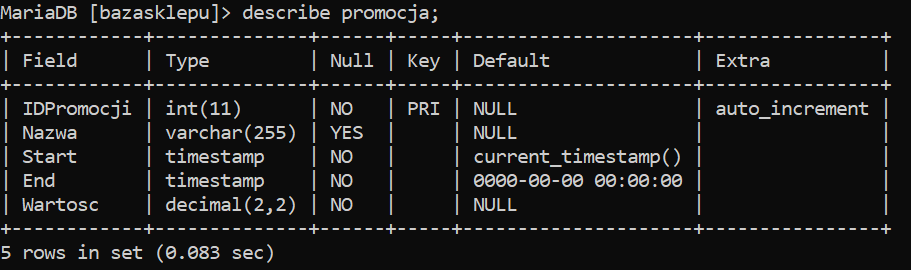 MariaDB [bazasklepu]> describe promocja;
+------------+--------------+------+-----+---------------------+----------------+
| Field      | Type         | Null | Key | Default             | Extra          |
+------------+--------------+------+-----+---------------------+----------------+
| IDPromocji | int(11)      | NO   | PRI | NULL                | auto_increment |
| Nazwa      | varchar(255) | YES  |     | NULL                |                |
| Start      | timestamp    | NO   |     | current_timestamp() |                |
| End        | timestamp    | NO   |     | 0000-00-00 00:00:00 |                |
| Wartosc    | decimal(2,2) | NO   |     | NULL                |                |
+------------+--------------+------+-----+---------------------+----------------+
5 rows in set (0.083 sec)